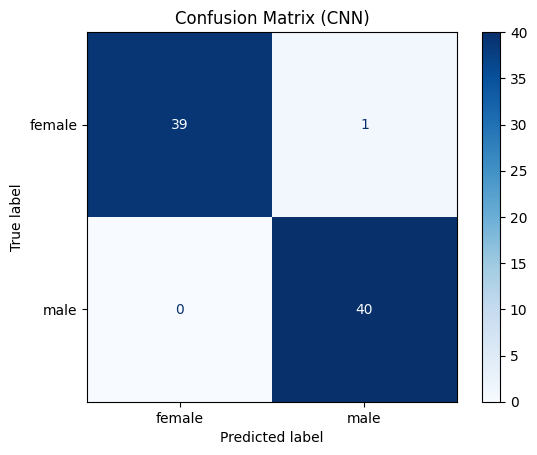 Confusion Matrix (CNN)
40
35
30
25
20
15
10
5
0
True label
female
39
1
male
0
40
female
male
Predicted label